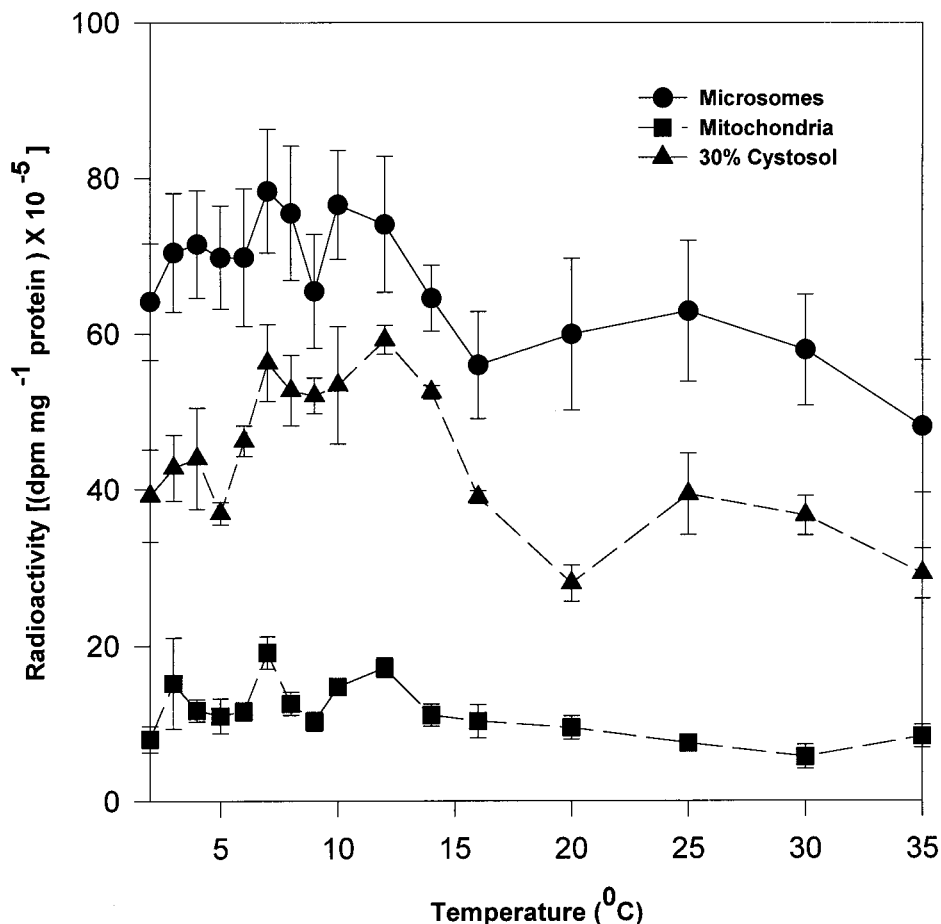 100
80
60
40
20
0
Radioactivity [(dpm mg -1 protein ) X 10 -5 ]
Microsomes
Mitochondria
30% Cystosol
5 10 15 20 25 30 35
Temperature (0C)